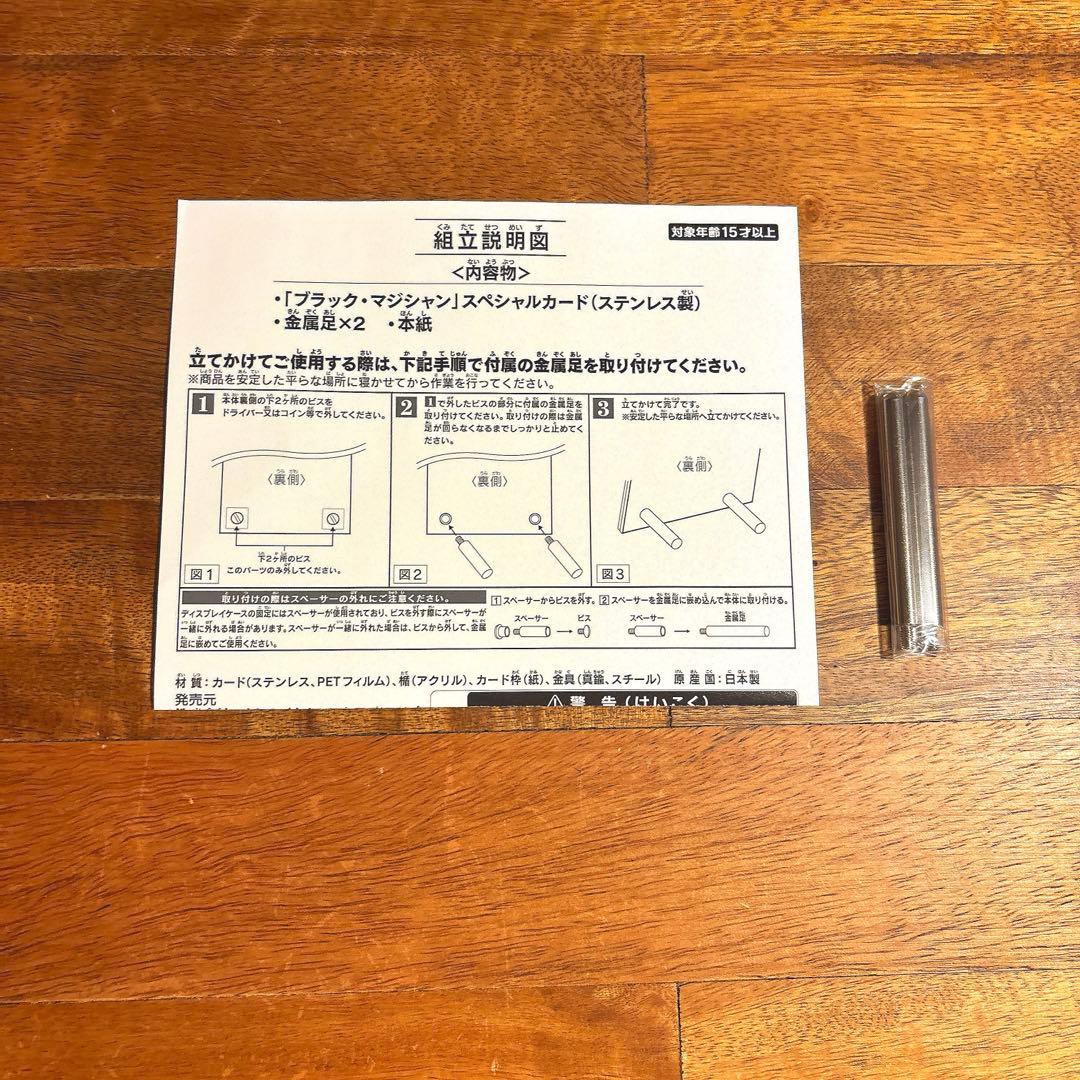 組立説明図
対象年齢15才以上
<内容物>
・「ブラック・マジシャン」スペシャルカード(ステンレス製)
・金属足×2 ・本紙
立てかけてご使用する際は、下記手順で付属の金属足を取り付けてください。
※商品を安定した平らな場所に寝かせてから作業を行ってください。
1 本体裏側の下2ヶ所のビスを
ドライバー又はコイン等で外してください。
〈裏側〉
下2ヶ所のビス
このパーツのみ外してください。
図1
2 1で外したビスの部分に付属の金属足を
取り付けてください。取り付けの際は金属
足が回らなくなるまでしっかりと止めてく
ださい。
〈裏側〉
図2
3 立てかけて完了です。
※安定した平らな場所へ立てかけてください。
〈裏側〉
図3
取り付けの際はスペーサーの外れにご注意ください。
ディスプレイケースの固定にはスペーサーが使用されており、ビスを外す際にスペーサーが
一緒に外れる場合があります。スペーサーが一緒に外れた場合は、ビスから外して、金属
足に嵌めてご使用ください。
1 スペーサーからビスを外す。
スペーサー ビス
2 スペーサーを金属足に嵌め込んで本体に取り付ける。
スペーサー 金属足
材質:カード(ステンレス、PETフィルム)、楯(アクリル)、カード枠(紙)、金具(真鍮、スチール) 原産国:日本製
発売元
警告(けいこく)